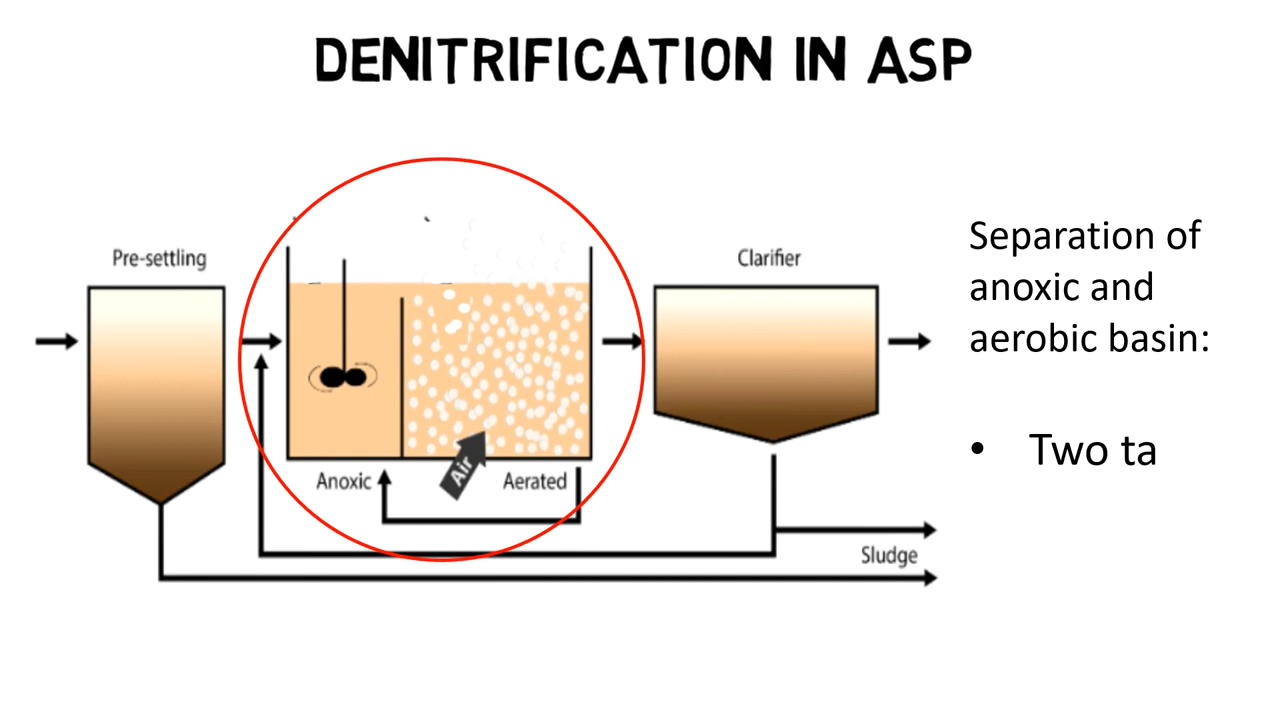 DENITRIFICATION IN ASP
Pre-settling
Clarifier
Anoxic
Air
Aerated
Sludge
Separation of
anoxic and
aerobic basin:
• Two ta